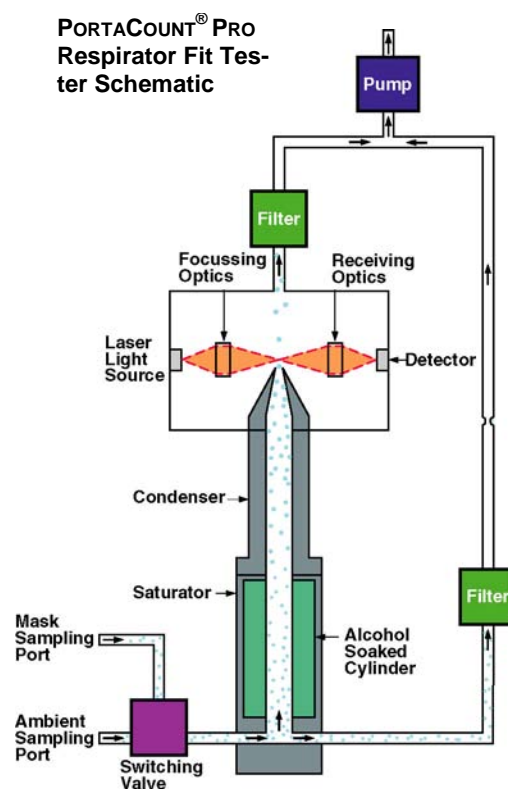 PORTACOUNT® PRO
Respirator Fit Tes-
ter Schematic
Pump
Filter
Focussing
Optics
Receiving
Optics
Laser
Light
Source
Detector
Condenser
Saturator
Filter
Mask
Sampling
Port
Alcohol
Soaked
Cylinder
Ambient
Sampling
Port
Switching
Valve